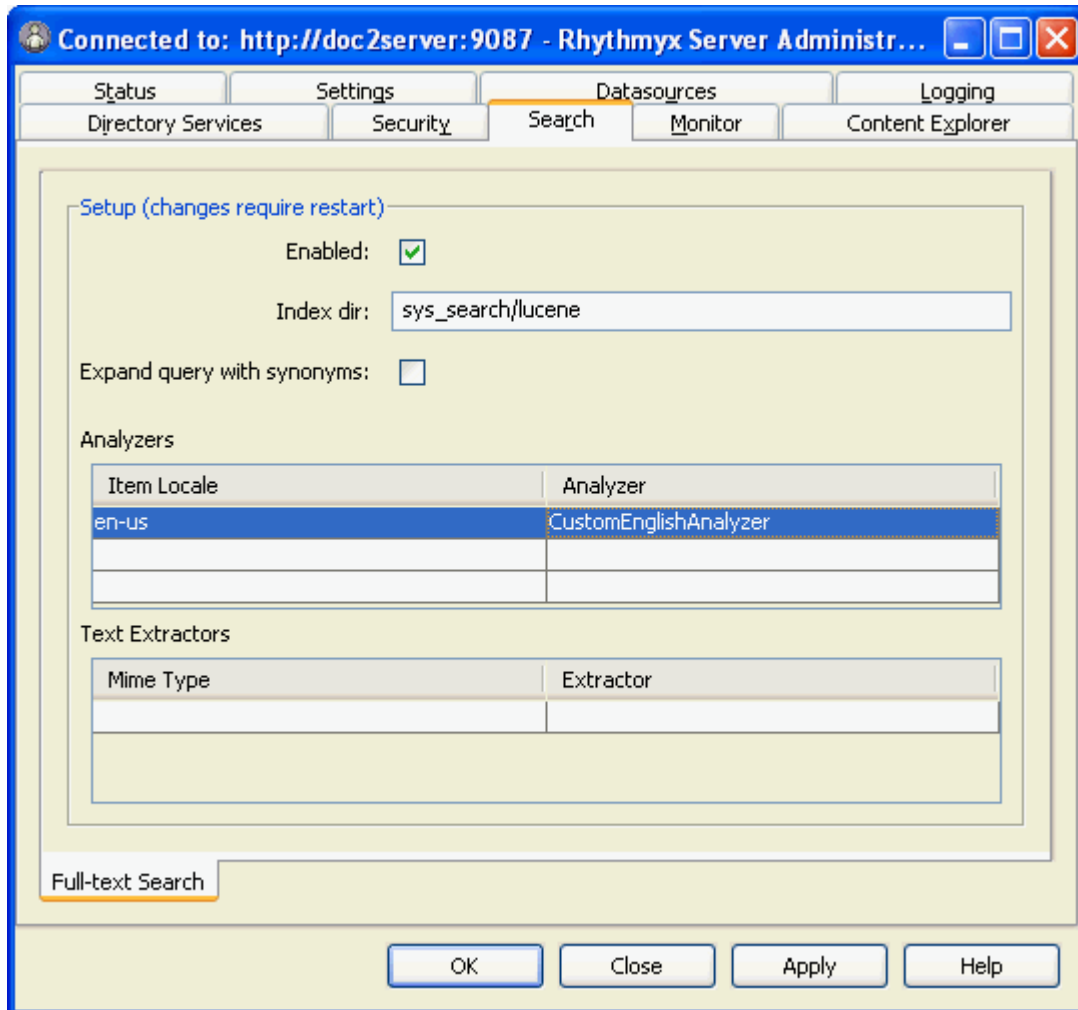 Connected to: http://doc2server:9087 - Rhythmyx Server Administr...
Status Settings Datasources Logging
Directory Services Security Search Monitor Content Explorer
Setup (changes require restart)
Enabled:
Index dir: sys_search/lucene
Expand query with synonyms:
Analyzers
Item Locale Analyzer
en-us CustomEnglishAnalyzer
Text Extractors
Mime Type Extractor
Full-text Search
OK Close Apply Help